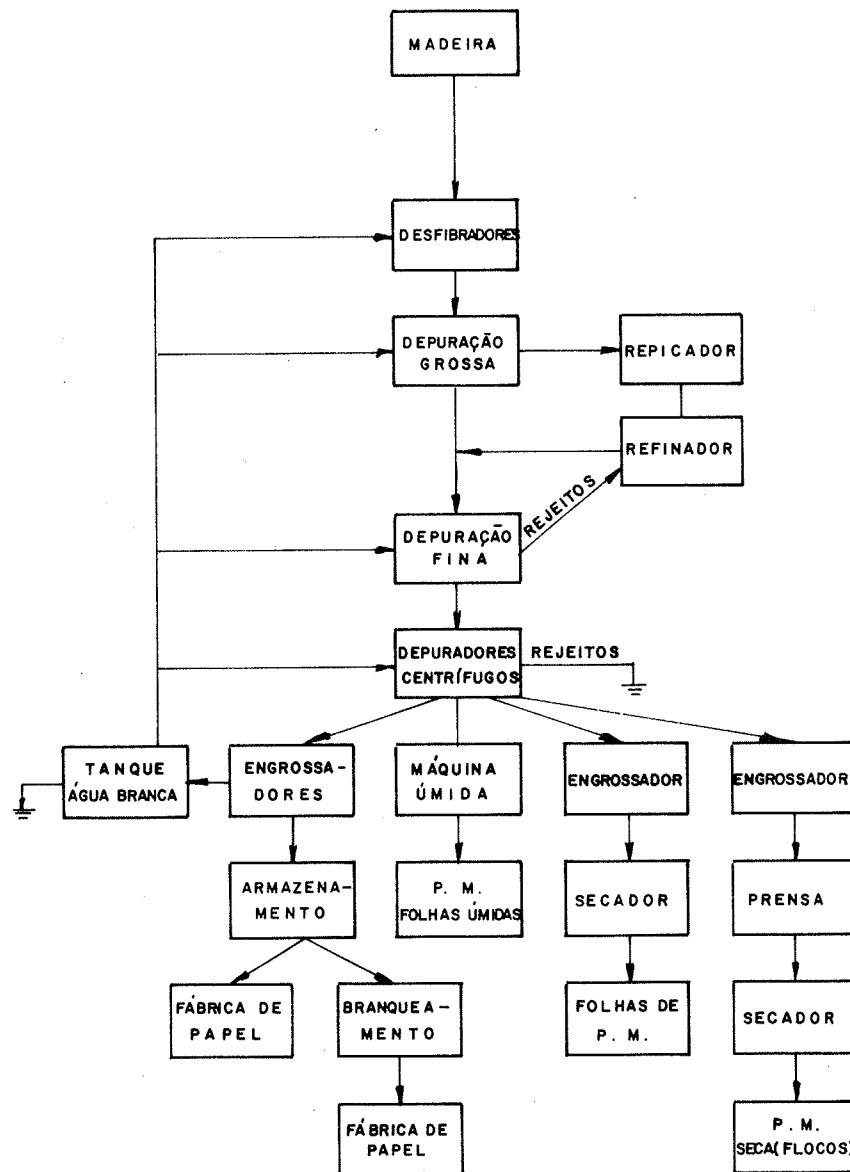 MADEIRA
DESFIBRADORES
DEPURAÇÃO
GROSSA
REPICADOR
REFINADOR
REJEITOS
DEPURAÇÃO
FINA
DEPURADORES
CENTRÍFUGOS
REJEITOS
TANQUE
ÁGUA BRANCA
ENGROSSA-
DORES
MÁQUINA
ÚMIDA
ENGROSSADOR
ENGROSSADOR
ARMAZENA-
MENTO
P. M.
FOLHAS ÚMIDAS
SECADOR
PRENSA
FÁBRICA DE
PAPEL
BRANQUEA-
MENTO
FOLHAS DE
P. M.
SECADOR
FÁBRICA DE
PAPEL
P. M.
SECA(FLOCOS)